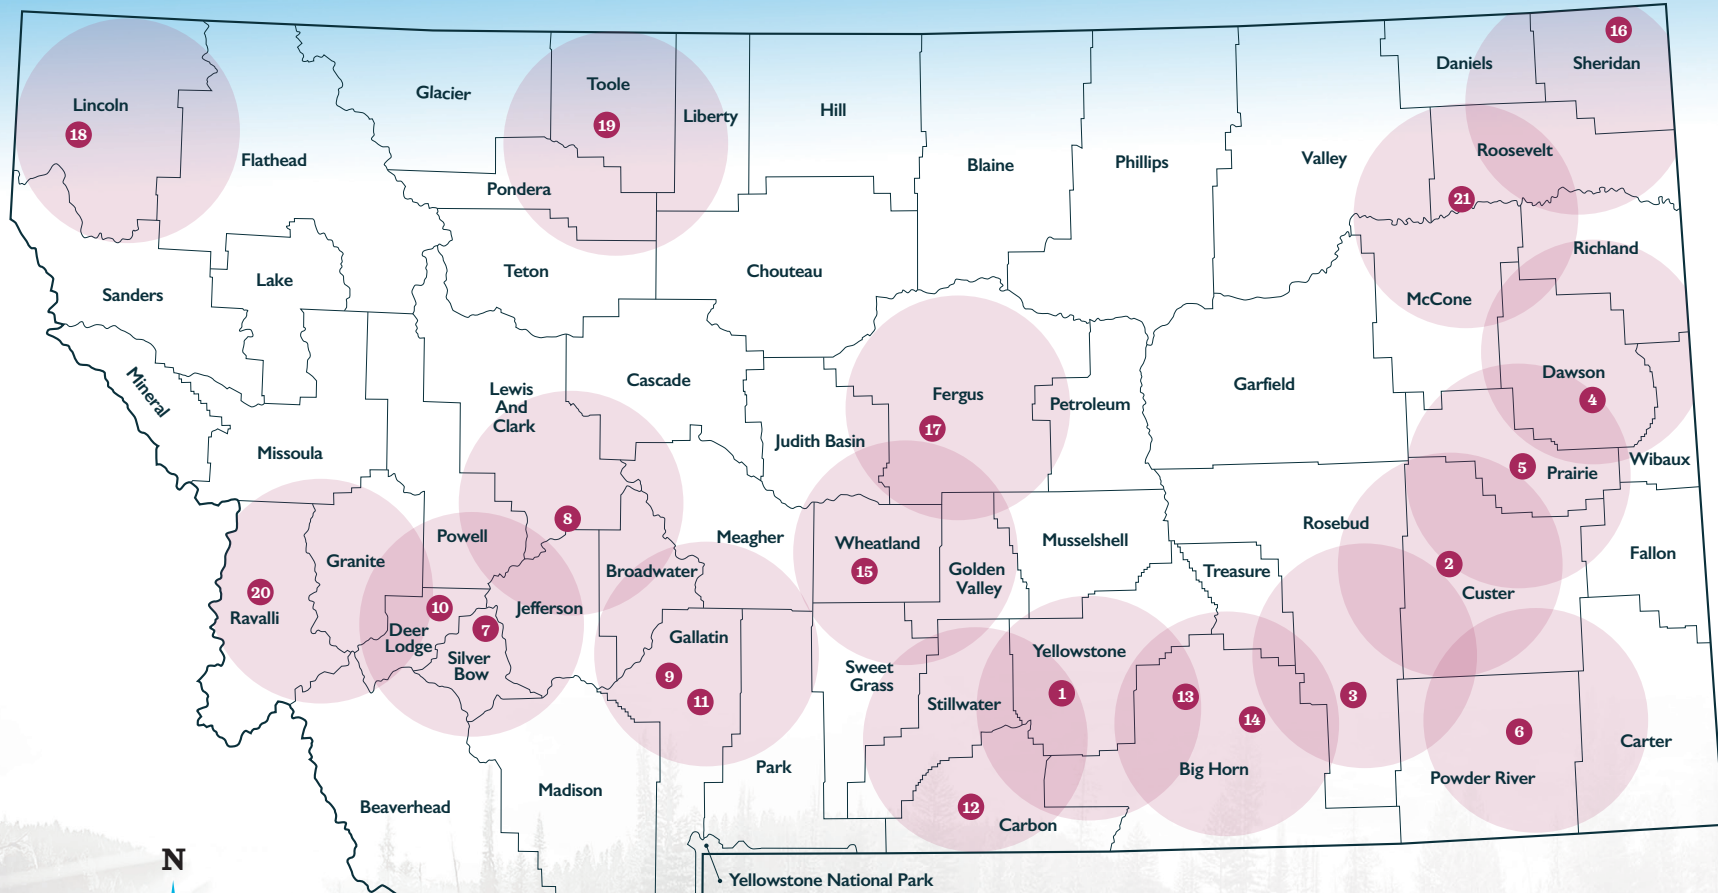 16
Daniels
Sheridan
Toole
Glacier
Lincoln
Hill
Liberty
19
18
Roosevelt
Flathead
Valley
Phillips
Blaine
Pondera
21
Richland
Teton
Chouteau
Lake
Sanders
McCone
Dawson
Cascade
Garfield
Mineral
Lewis
And
Clark
Fergus
Petroleum
4
17
Judith Basin
Missoula
Wibaux
5
Prairie
8
Rosebud
Powell
Meagher
Wheatland
Musselshell
Fallon
Granite
2
Broadwater
15
Golden
Valley
Treasure
20
Custer
Ravalli
10
Jefferson
Deer
Lodge
7
Silver
Bow
Gallatin
Yellowstone
Sweet
Grass
9
11
Stillwater
1
13
3
14
6
Carter
Park
Big Horn
Powder River
Madison
Beaverhead
12
Carbon
N
Yellowstone National Park